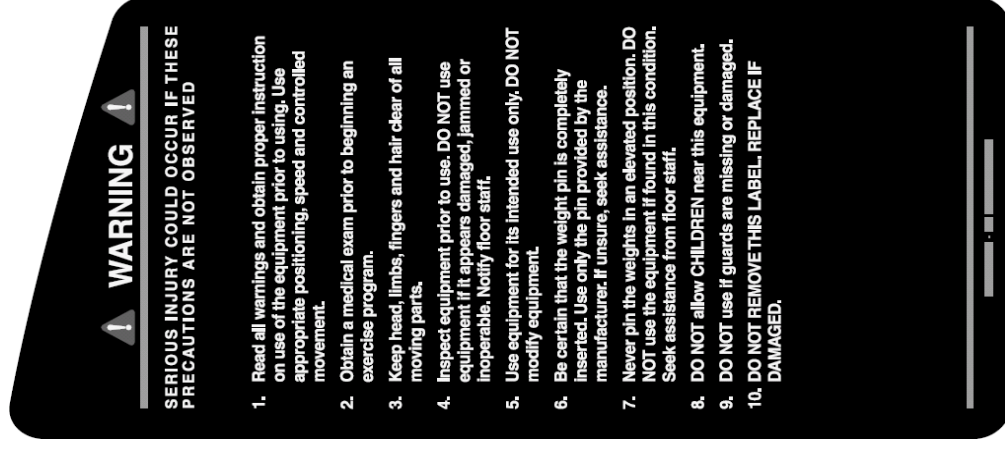 WARNING
SERIOUS INJURY COULD OCCUR IF THESE
PRECAUTIONS ARE NOT OBSERVED
1. Read all warnings and obtain proper instruction
on use of the equipment prior to using. Use
appropriate positioning, speed and controlled
movement.
2. Obtain a medical exam prior to beginning an
exercise program.
3. Keep head, limbs, fingers and hair clear of all
moving parts.
4. Inspect equipment prior to use. DO NOT use
equipment if it appears damaged, jammed or
inoperable. Notify floor staff.
5. Use equipment for its intended use only. DO NOT
modify equipment.
6. Be certain that the weight pin is completely
inserted. Use only the pin provided by the
manufacturer. If unsure, seek assistance.
7. Never pin the weights in an elevated position. DO
NOT use the equipment if found in this condition.
Seek assistance from floor staff.
8. DO NOT allow CHILDREN near this equipment.
9. DO NOT use if guards are missing or damaged.
10. DO NOT REMOVE THIS LABEL. REPLACE IF
DAMAGED.